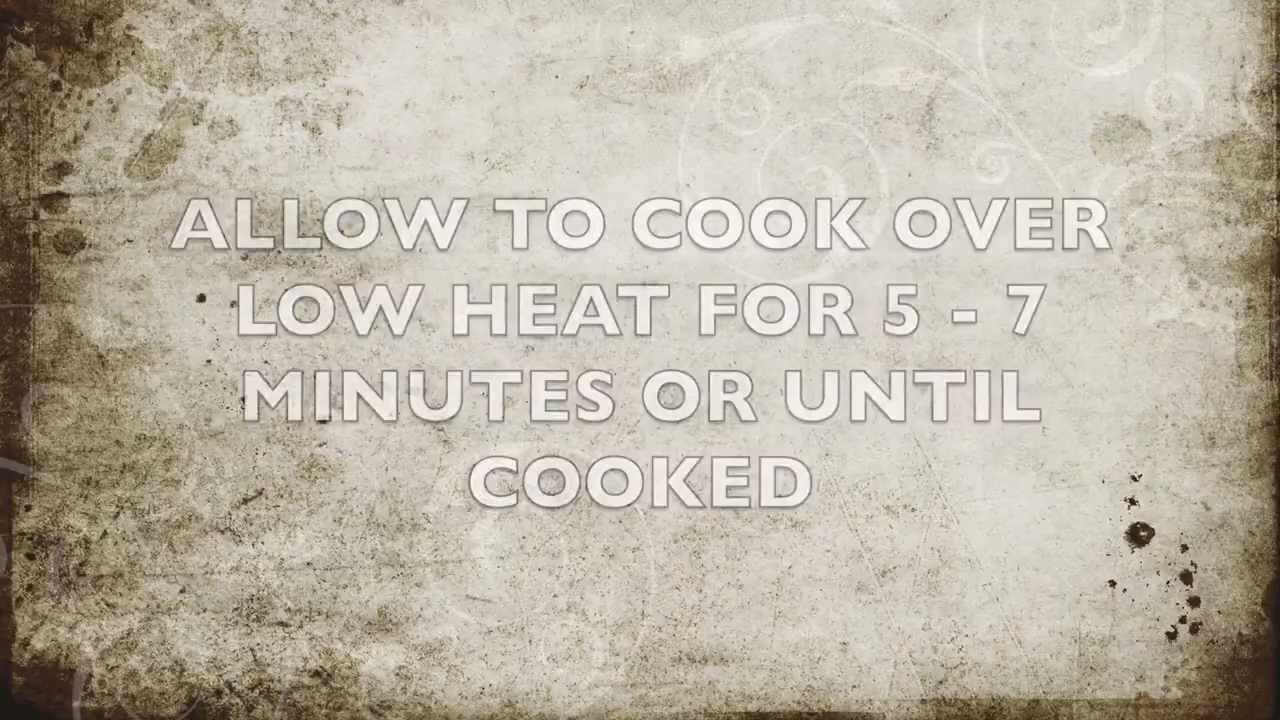 ALLOW TO COOK OVER
LOW HEAT FOR 5 - 7
MINUTES OR UNTIL
COOKED